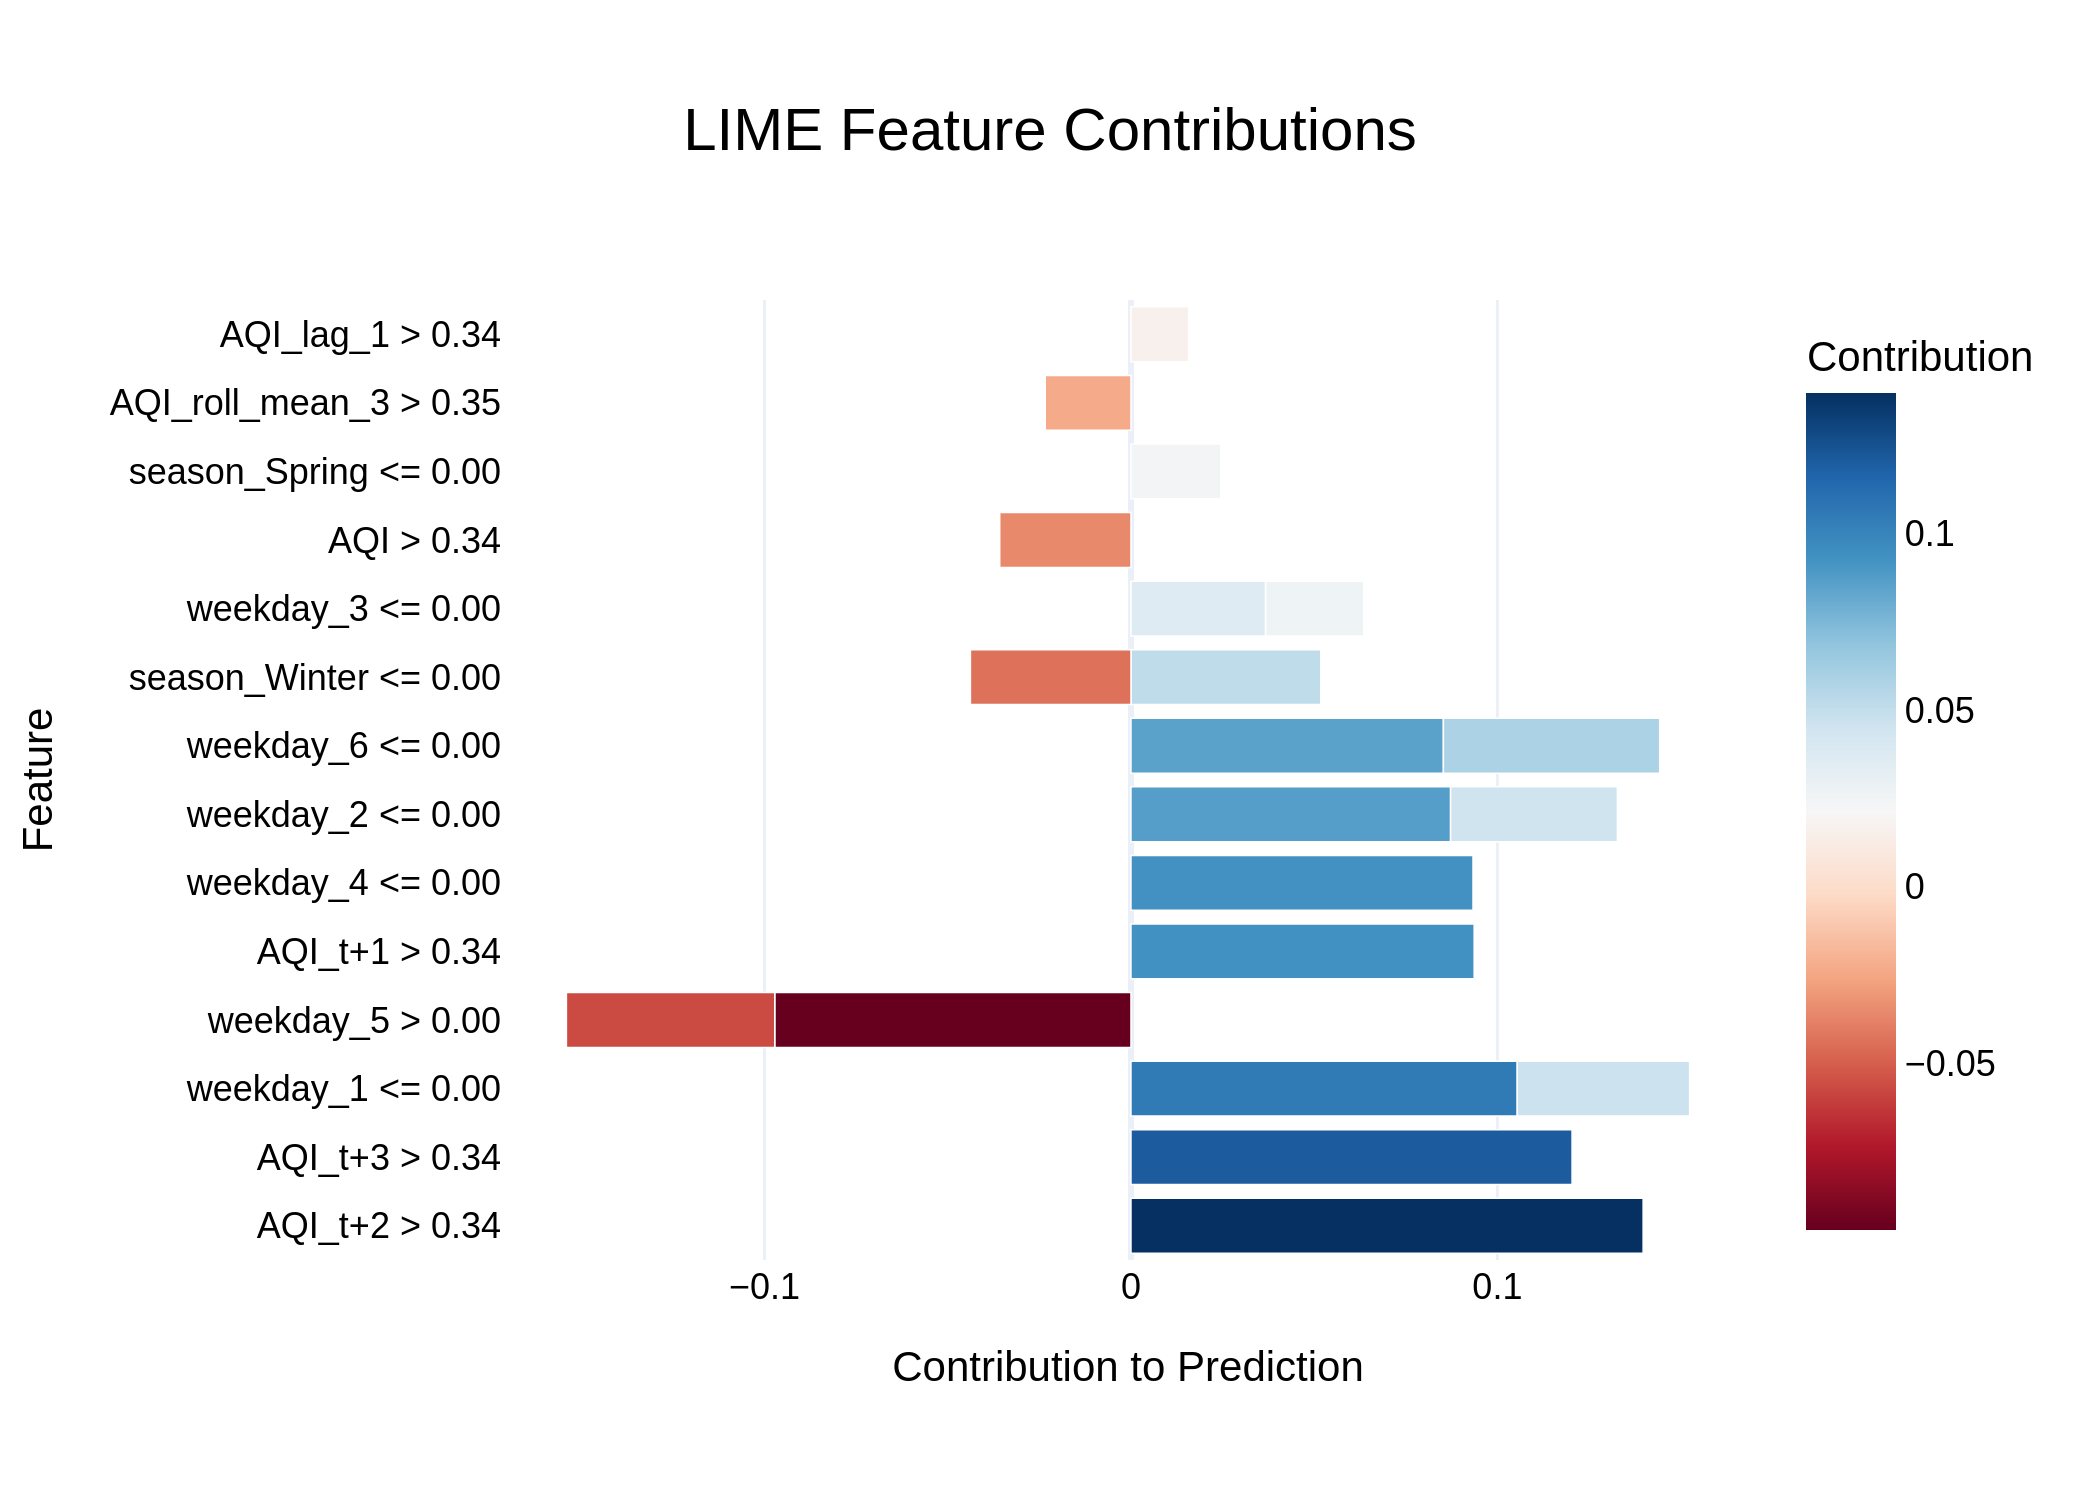 LIME Feature Contributions
AQI_lag_1 > 0.34
AQI_roll_mean_3 > 0.35
season_Spring <= 0.00
AQI > 0.34
weekday_3 <= 0.00
season_Winter <= 0.00
weekday_6 <= 0.00
weekday_2 <= 0.00
weekday_4 <= 0.00
AQI_t+1 > 0.34
weekday_5 > 0.00
weekday_1 <= 0.00
AQI_t+3 > 0.34
AQI_t+2 > 0.34
Feature
−0.1
0
0.1
Contribution to Prediction
Contribution
0.1
0.05
0
−0.05